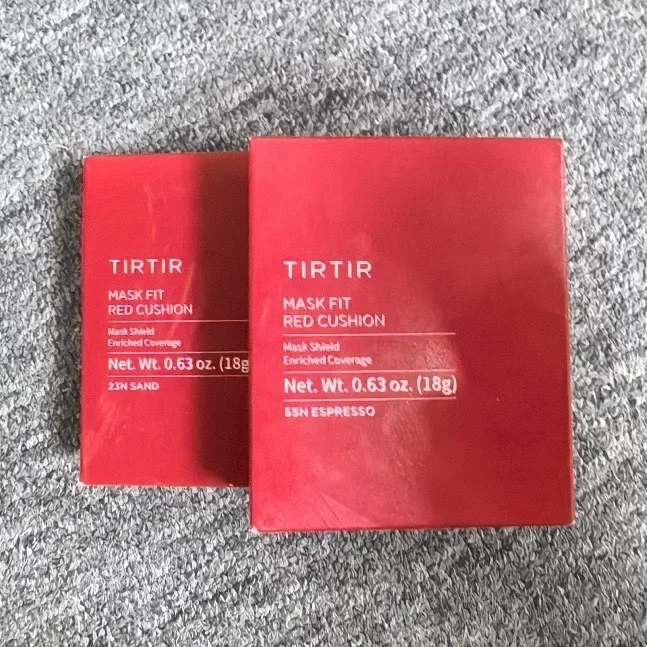 TIRTIR
MASK FIT
RED CUSHION
Mask Shield
Enriched Coverage
Net. Wt. 0.63 oz. (18g
23N SAND
TIRTIR
MASK FIT
RED CUSHION
Mask Shield
Enriched Coverage
Net. Wt. 0.63 oz. (18g)
55N ESPRESSO